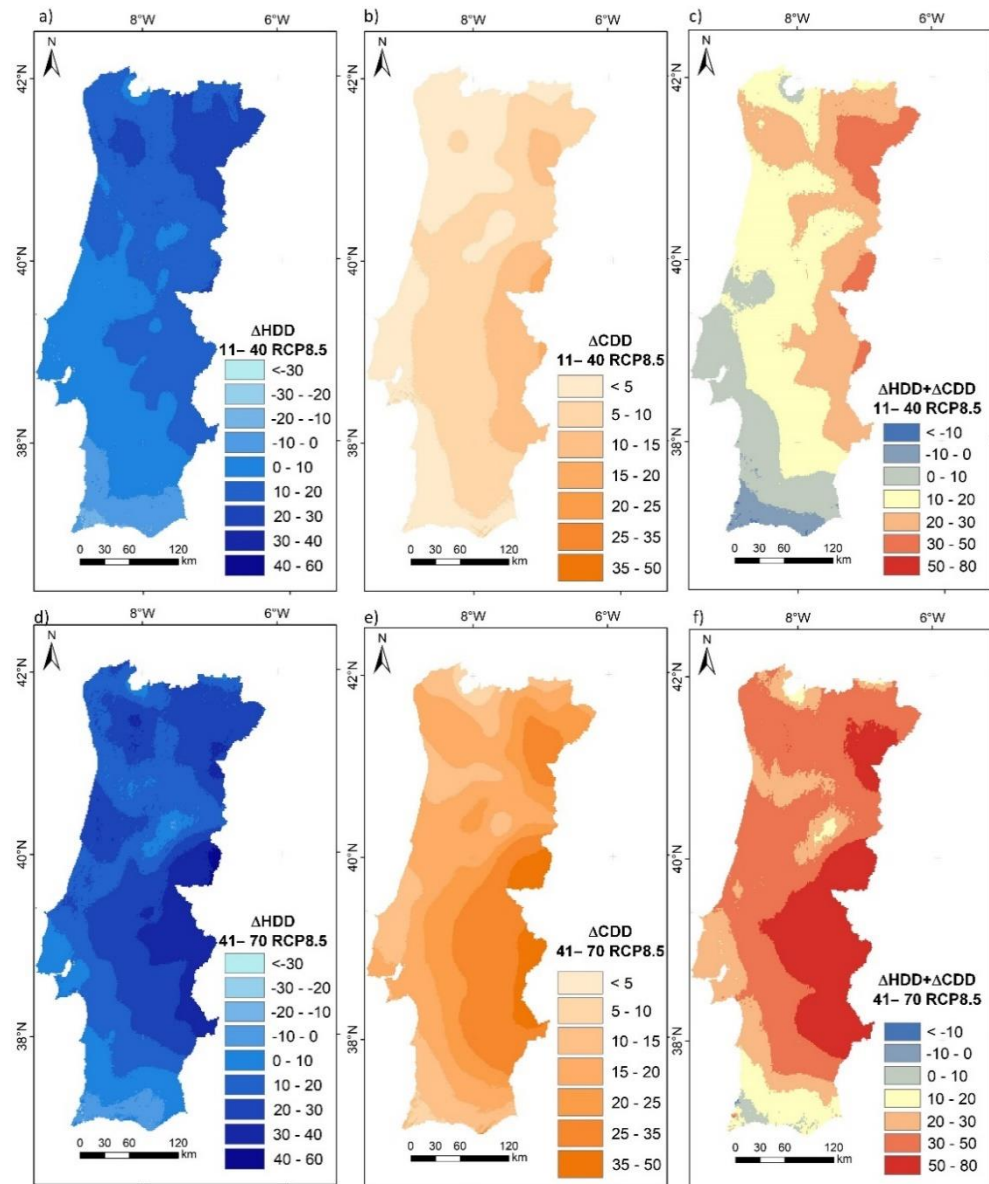 a)
8°W
6°W
N
42°N
40°N
38°N
ΔHDD
11– 40 RCP8.5
<-30
-30 - -20
-20 - -10
-10 - 0
0 - 10
10 - 20
20 - 30
30 - 40
40 - 60
0 30 60 120
km
b)
8°W
6°W
N
42°N
40°N
38°N
ΔCDD
11– 40 RCP8.5
< 5
5 - 10
10 - 15
15 - 20
20 - 25
25 - 35
35 - 50
0 30 60 120
km
c)
8°W
6°W
N
42°N
40°N
38°N
ΔHDD+ΔCDD
11– 40 RCP8.5
< -10
-10 - 0
0 - 10
10 - 20
20 - 30
30 - 50
50 - 80
0 30 60 120
km
d)
8°W
6°W
N
42°N
40°N
38°N
ΔHDD
41– 70 RCP8.5
<-30
-30 - -20
-20 - -10
-10 - 0
0 - 10
10 - 20
20 - 30
30 - 40
40 - 60
0 30 60 120
km
e)
8°W
6°W
N
42°N
40°N
38°N
ΔCDD
41– 70 RCP8.5
< 5
5 - 10
10 - 15
15 - 20
20 - 25
25 - 35
35 - 50
0 30 60 120
km
f)
8°W
6°W
N
42°N
40°N
38°N
ΔHDD+ΔCDD
41– 70 RCP8.5
< -10
-10 - 0
0 - 10
10 - 20
20 - 30
30 - 50
50 - 80
0 30 60 120
km